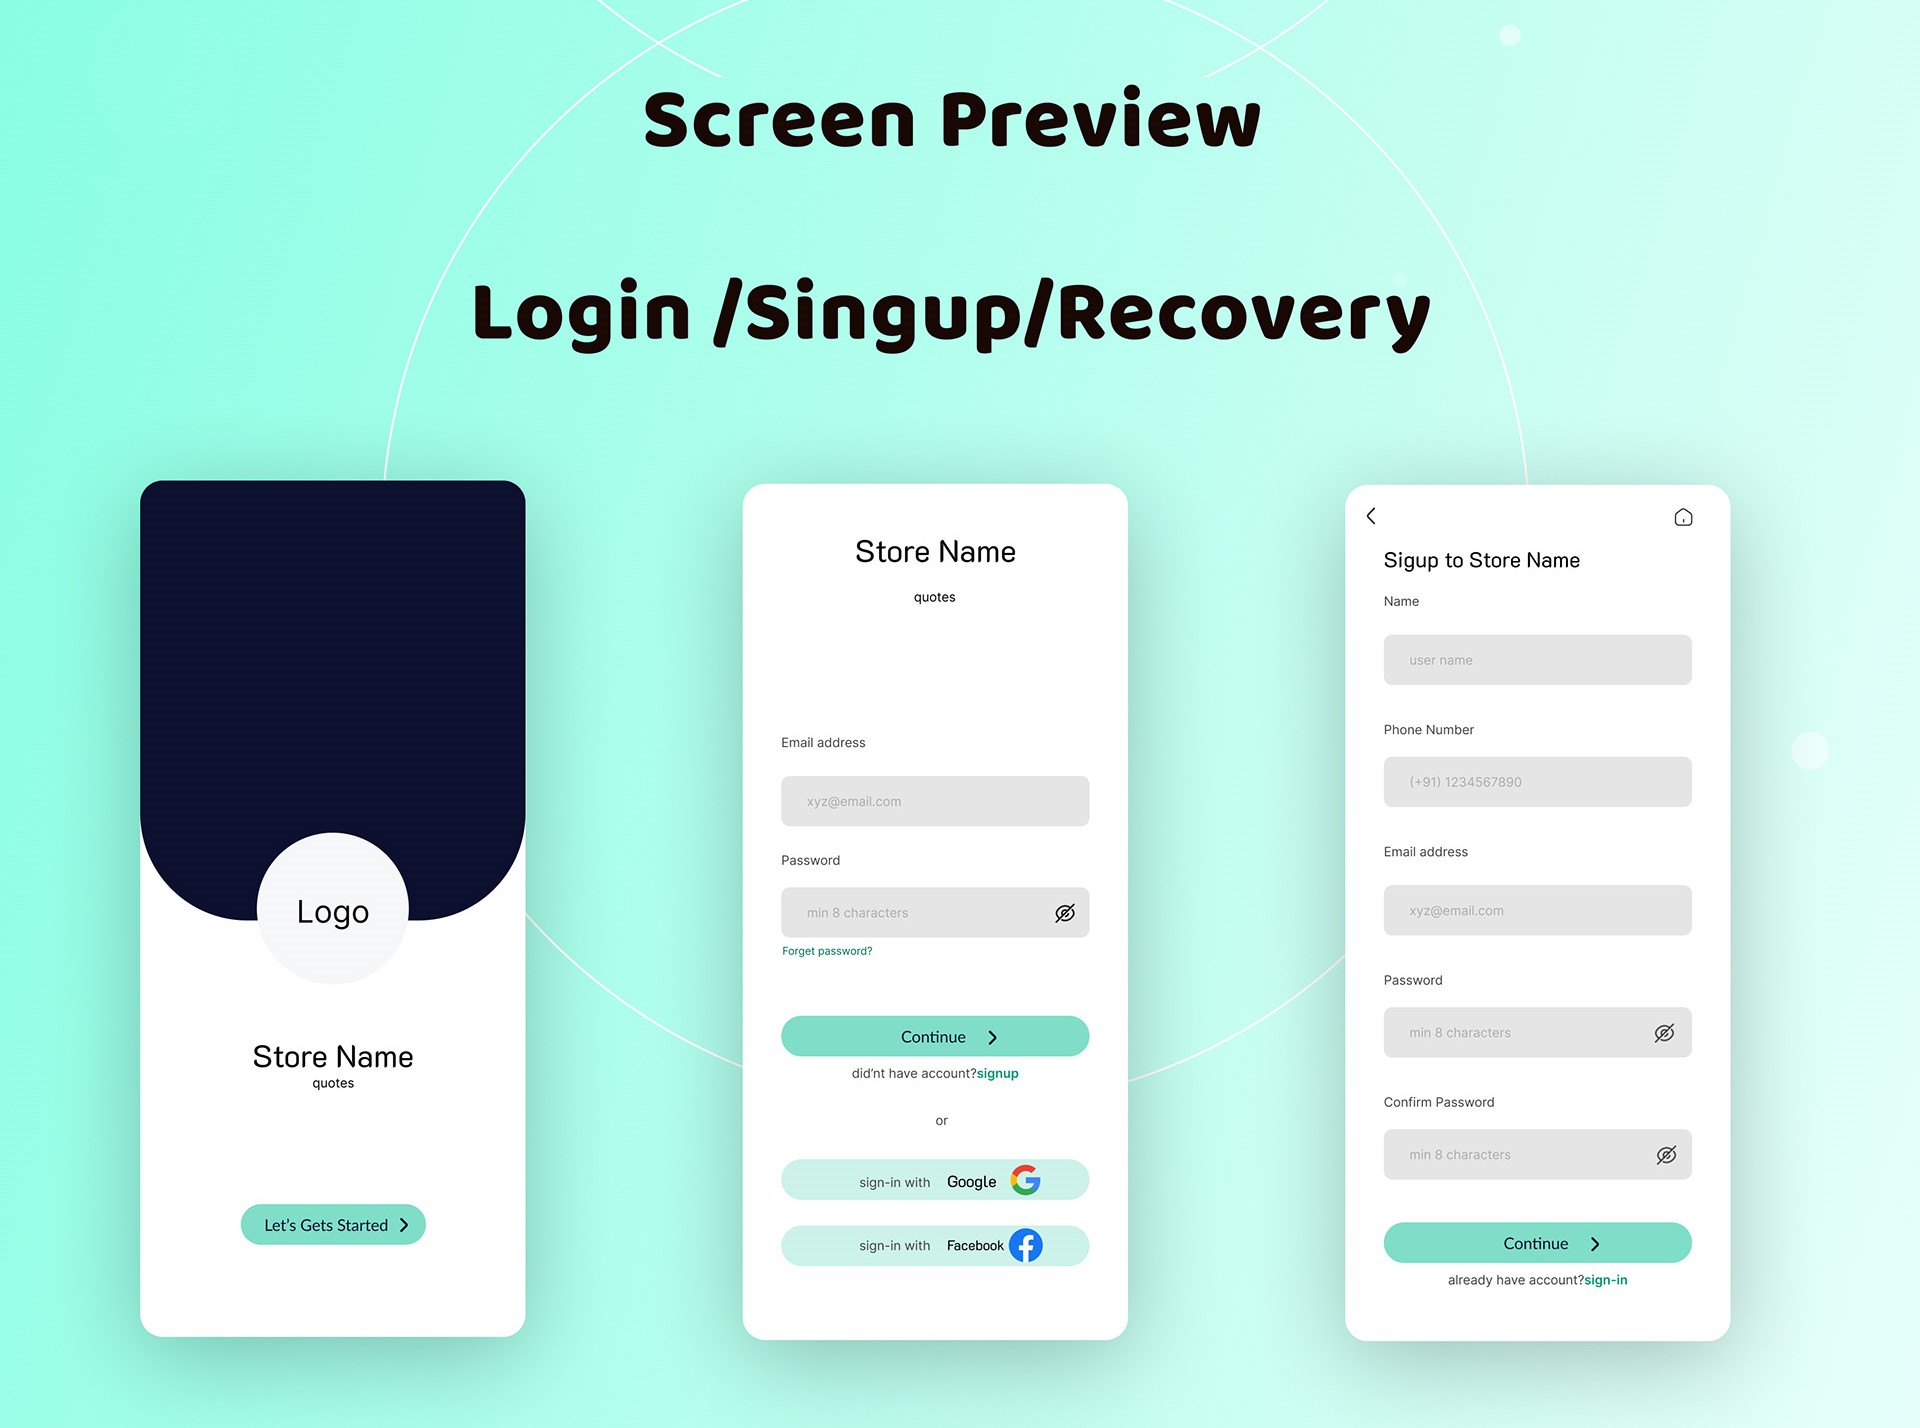 Screen Preview
Login /Singup/Recovery
Logo
Store Name
quotes
Let's Gets Started
Store Name
quotes
Email address
xyz@email.com
Password
min 8 characters
Forget password?
Continue
did'nt have account?signup
or
sign-in with Google
sign-in with Facebook
Sigup to Store Name
Name
user name
Phone Number
(+91) 1234567890
Email address
xyz@email.com
Password
min 8 characters
Confirm Password
min 8 characters
Continue
already have account?sign-in